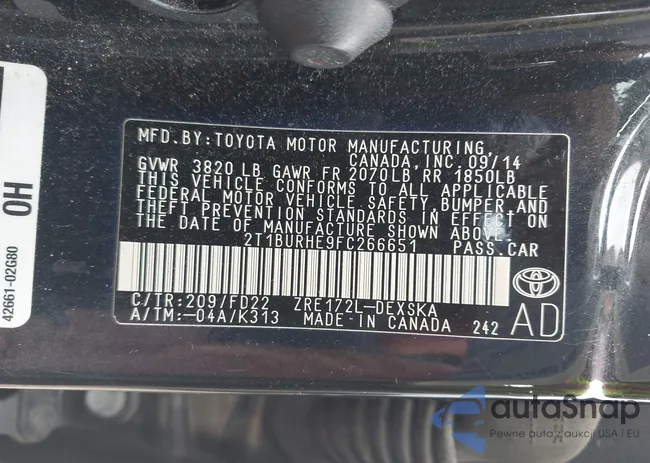 MFD.BY:TOYOTA MOTOR MANUFACTURING,
CANADA, INC. 09/14
GVWR 3820 LB GAWR FR 2070LB RR 1850LB
THIS VEHICLE CONFORMS TO ALL APPLICABLE
FEDERAL MOTOR VEHICLE SAFETY, BUMPER AND
THEFT PREVENTION STANDARDS IN EFFECT ON
THE DATE OF MANUFACTURE SHOWN ABOVE.
2T1BURHE9FC266651 PASS.CAR
C/TR:209/FD22 ZRE172L-DEXSKA
A/TM:-04A/K313 MADE IN CANADA 242 AD
42661-02G80 OH
autoSnap
Pewne auta z aukcji USA i EU